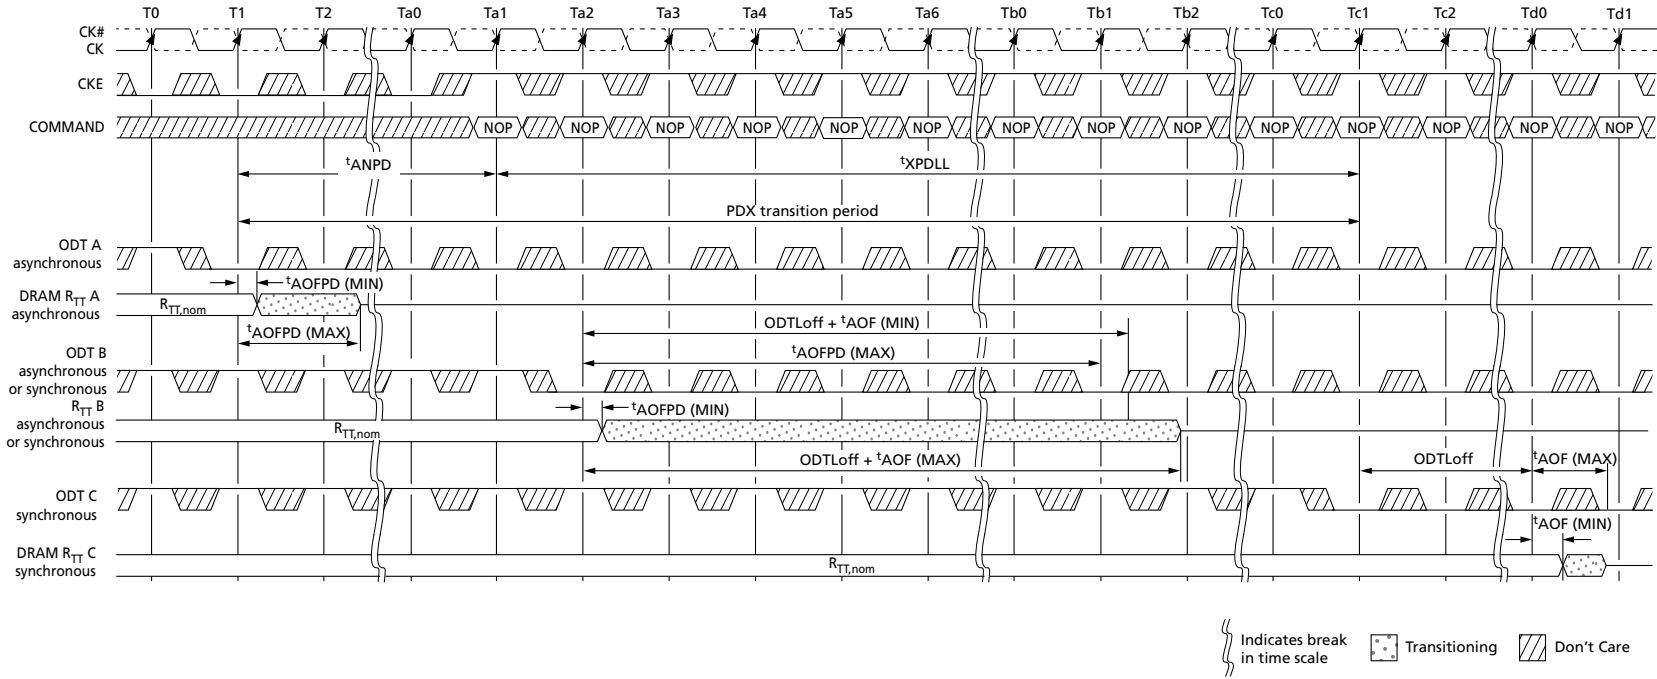 T0 T1 T2 Ta0 Ta1 Ta2 Ta3 Ta4 Ta5 Ta6 Tb0 Tb1 Tb2 Tc0 Tc1 Tc2 Td0 Td1
CK#
CK
CKE
COMMAND
NOP NOP NOP NOP NOP NOP NOP NOP NOP NOP NOP NOP NOP NOP
tANPD
tXPDLL
PDX transition period
ODT A
asynchronous
tAOFPD (MIN)
DRAM RTT A
asynchronous
RTT,nom
tAOFPD (MAX)
ODTLoff + tAOF (MIN)
tAOFPD (MAX)
ODT B
asynchronous
or synchronous
tAOFPD (MIN)
RTT B
asynchronous
or synchronous
RTT,nom
ODTLoff + tAOF (MAX)
ODTLoff
tAOF (MAX)
ODT C
synchronous
tAOF (MIN)
DRAM RTT C
synchronous
RTT,nom
Indicates break
in time scale
Transitioning
Don't Care